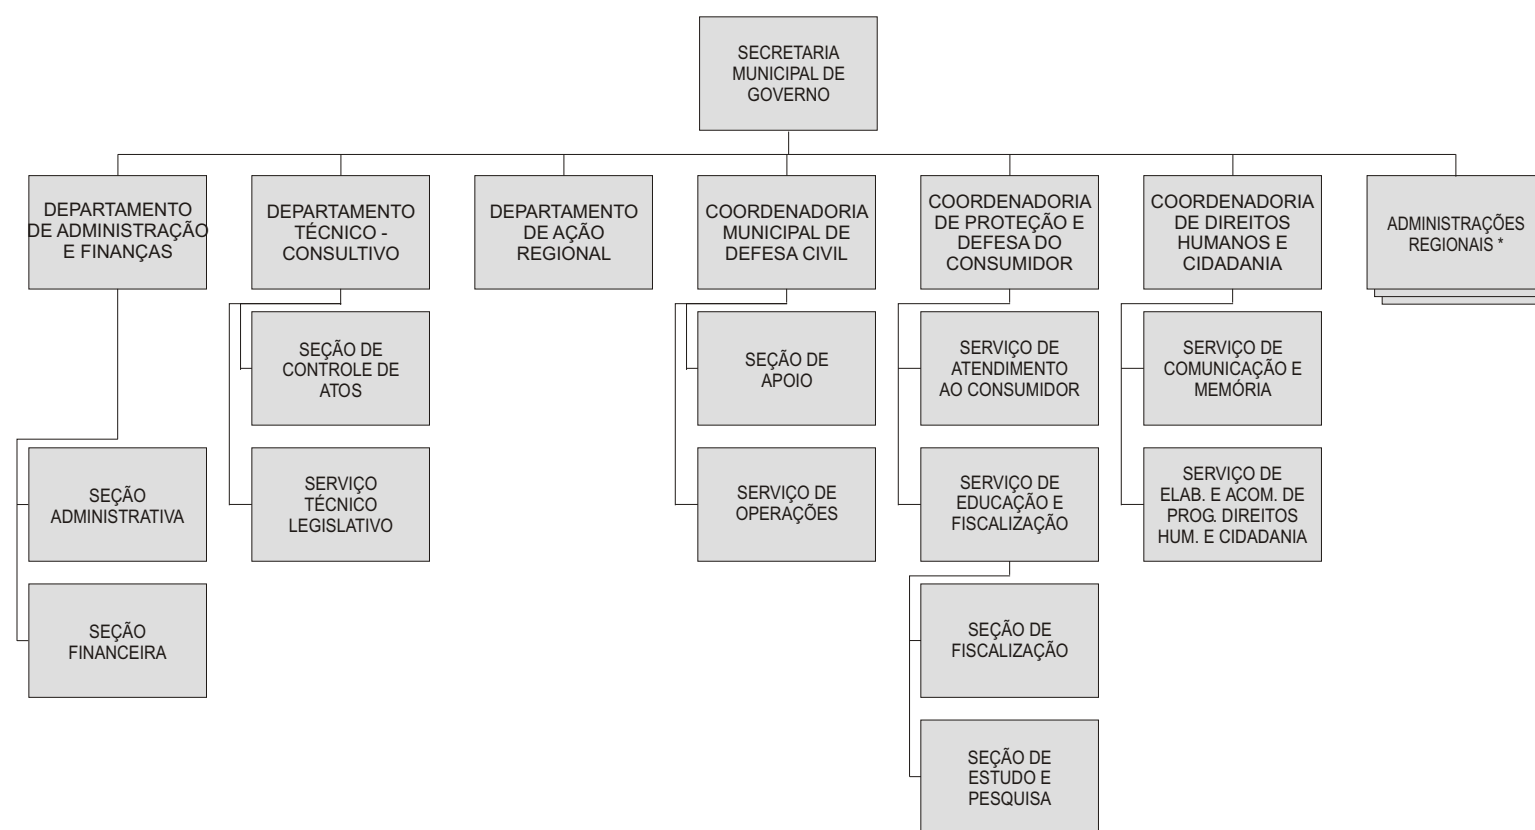 SECRETARIA
MUNICIPAL DE
GOVERNO
DEPARTAMENTO
DE ADMINISTRAÇÃO
E FINANÇAS
DEPARTAMENTO
TÉCNICO -
CONSULTIVO
DEPARTAMENTO
DE AÇÃO
REGIONAL
COORDENADORIA
MUNICIPAL DE
DEFESA CIVIL
COORDENADORIA
DE PROTEÇÃO E
DEFESA DO
CONSUMIDOR
COORDENADORIA
DE DIREITOS
HUMANOS E
CIDADANIA
ADMINISTRAÇÕES
REGIONAIS *
SEÇÃO DE
CONTROLE DE
ATOS
SEÇÃO DE
APOIO
SERVIÇO DE
ATENDIMENTO
AO CONSUMIDOR
SERVIÇO DE
COMUNICAÇÃO E
MEMÓRIA
SEÇÃO
ADMINISTRATIVA
SERVIÇO
TÉCNICO
LEGISLATIVO
SERVIÇO DE
OPERAÇÕES
SERVIÇO DE
EDUCAÇÃO E
FISCALIZAÇÃO
SERVIÇO DE
ELAB. E ACOM. DE
PROG. DIREITOS
HUM. E CIDADANIA
SEÇÃO
FINANCEIRA
SEÇÃO DE
FISCALIZAÇÃO
SEÇÃO DE
ESTUDO E
PESQUISA